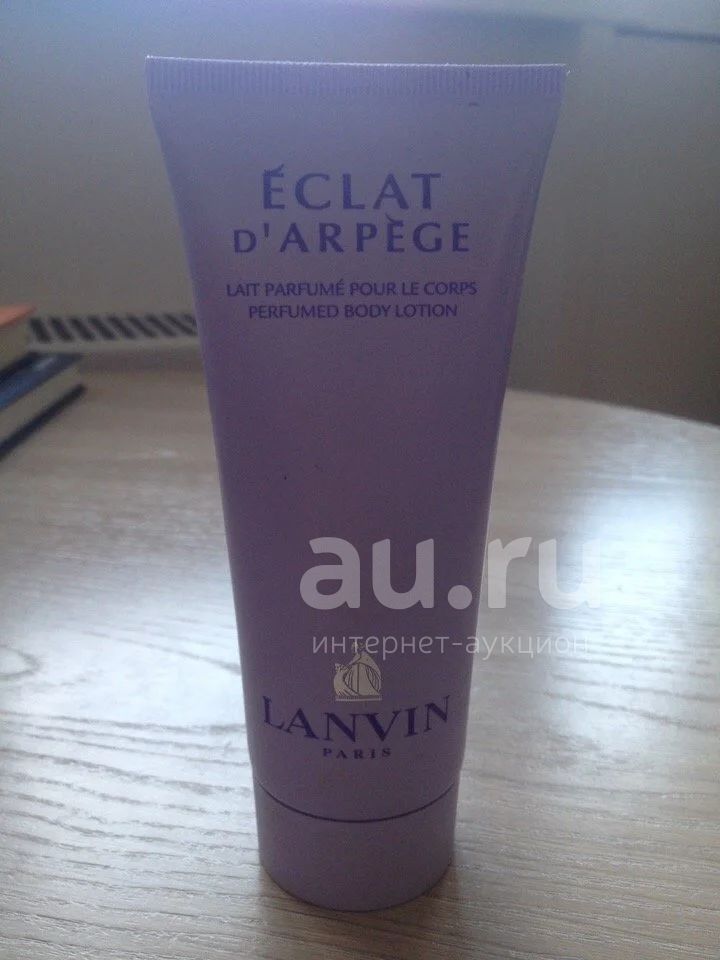 ÉCLAT
D'ARPÈGE
LAIT PARFUMÉ POUR LE CORPS
PERFUMED BODY LOTION
au.ru
интернет-аукцион
LANVIN
PARIS